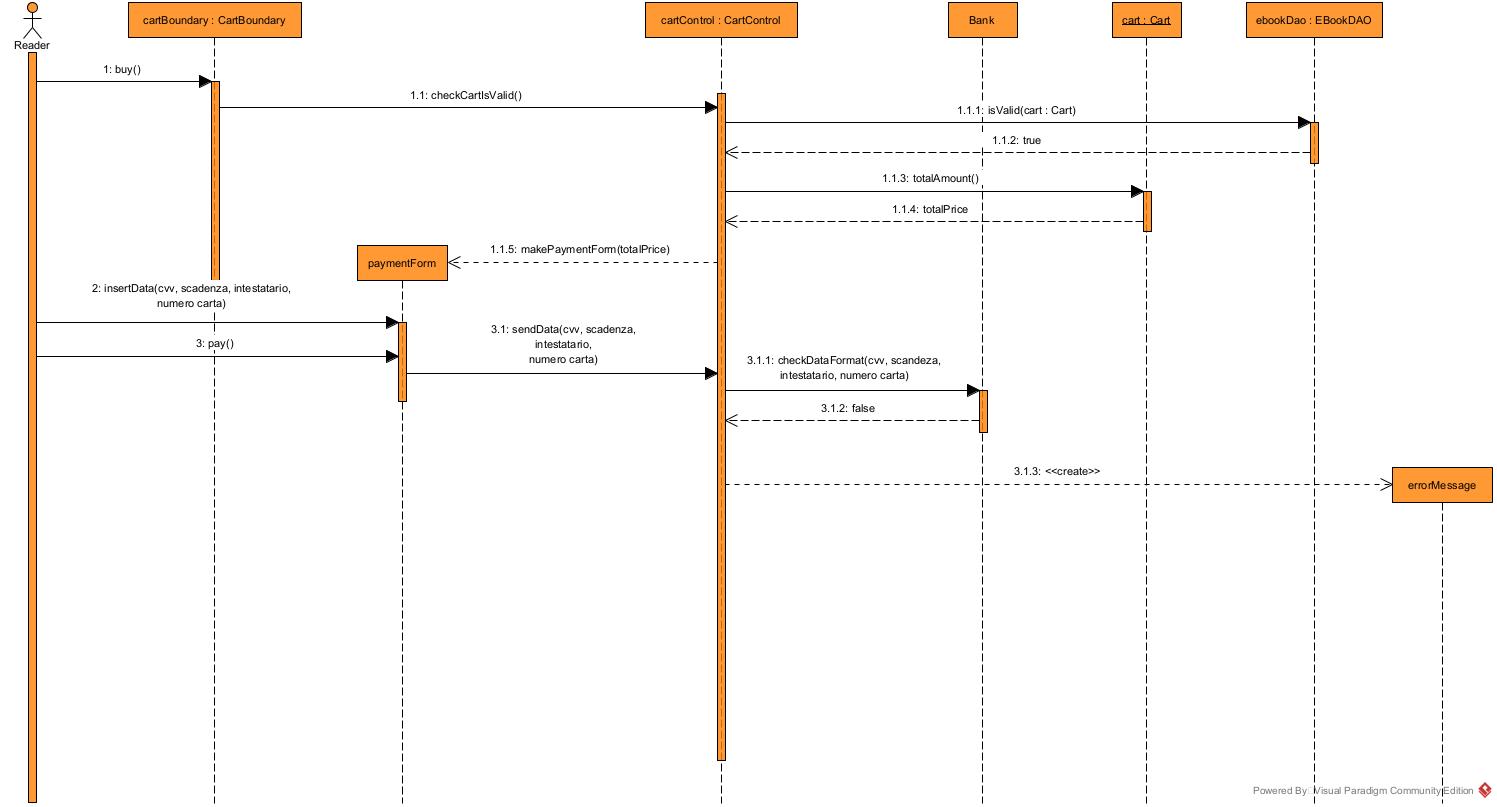 cartBoundary : CartBoundary
cartControl : CartControl
Bank
cart : Cart
ebookDao : EBookDAO
Reader
1: buy()
1.1: checkCartIsValid()
1.1.1: isValid(cart : Cart)
1.1.2: true
1.1.3: totalAmount()
1.1.4: totalPrice
1.1.5: makePaymentForm(totalPrice)
paymentForm
2: insertData(cvv, scadenza, intestatario,
numero carta)
3: pay()
3.1: sendData(cvv, scadenza,
intestatario,
numero carta)
3.1.1: checkDataFormat(cvv, scandeza,
intestatario, numero carta)
3.1.2: false
3.1.3: <<create>>
errorMessage
Powered By Visual Paradigm Community Edition